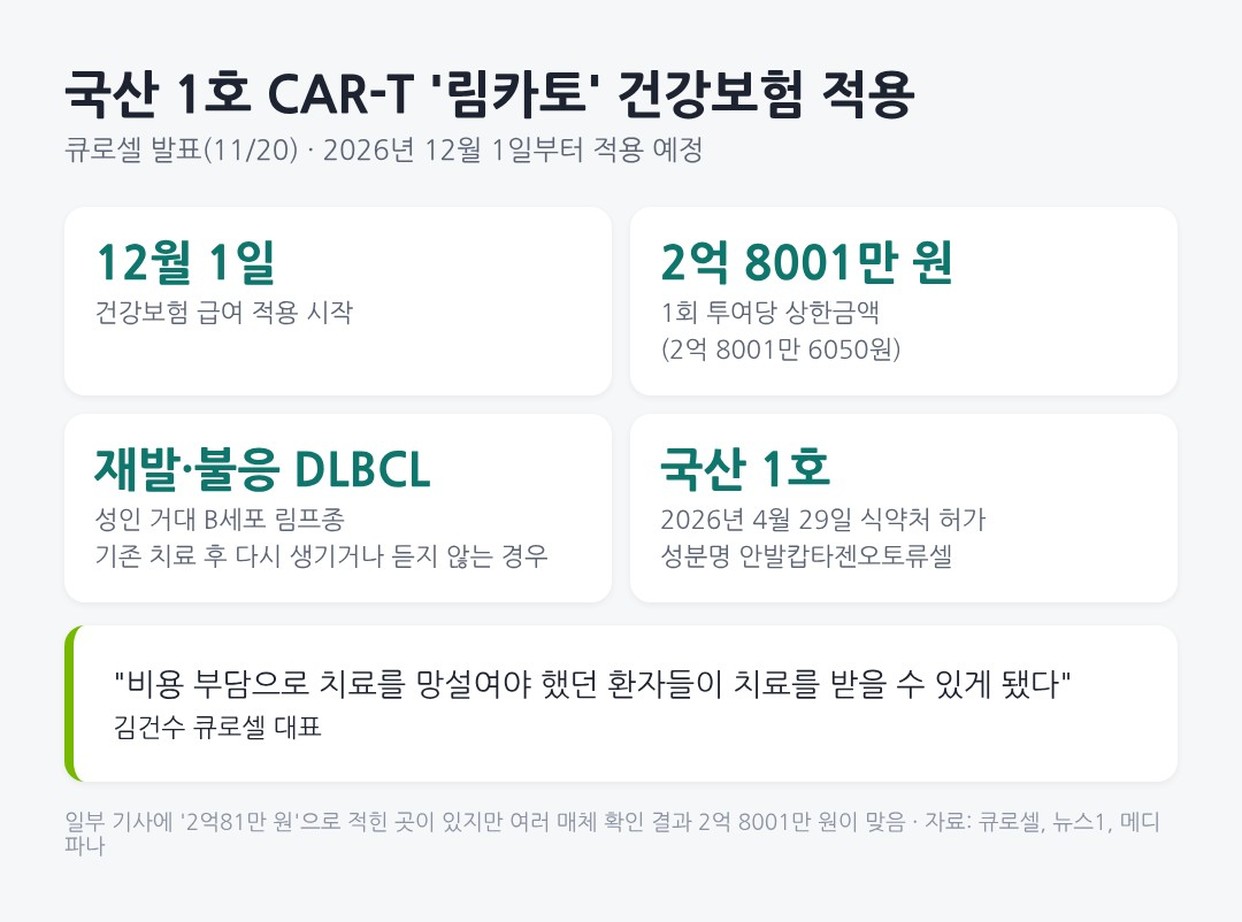 국산 1호 CAR-T '림카토' 건강보험 적용
큐로셀 발표(11/20) · 2026년 12월 1일부터 적용 예정
12월 1일
건강보험 급여 적용 시작
2억 8001만 원
1회 투여당 상한금액
(2억 8001만 6050원)
재발·불응 DLBCL
성인 거대 B세포 림프종
기존 치료 후 다시 생기거나 듣지 않는 경우
국산 1호
2026년 4월 29일 식약처 허가
성분명 안발캅타젠오토류셀
"비용 부담으로 치료를 망설여야 했던 환자들이 치료를 받을 수 있게 됐다"
김건수 큐로셀 대표
일부 기사에 '2억81만 원'으로 적힌 곳이 있지만 여러 매체 확인 결과 2억 8001만 원이 맞음 · 자료: 큐로셀, 뉴스1, 메디
파나